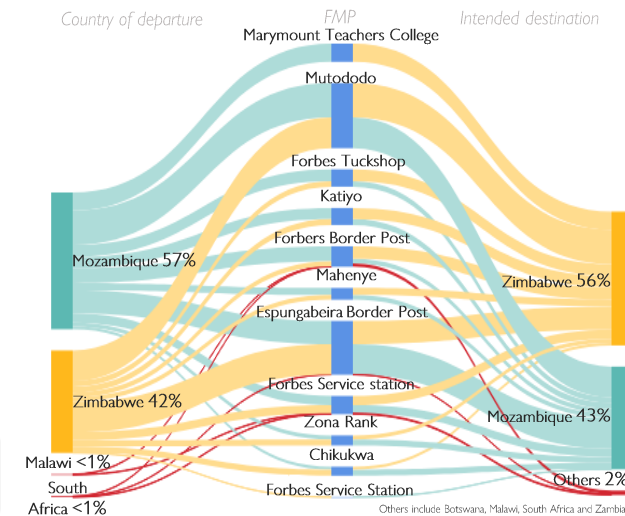 Country of departure
FMP
Intended destination
Marymount Teachers College
Mutododo
Forbes Tuckshop
Katiyo
Forbers Border Post
Mozambique 57%
Mahenye
Zimbabwe 56%
Espungabeira Border Post
Forbes Service station
Zimbabwe 42%
Mozambique 43%
Zona Rank
Chikukwa
Malawi <1%
Others 2%
South
Africa <1%
Forbes Service Station
Others include Botswana, Malawi, South Africa and Zambia